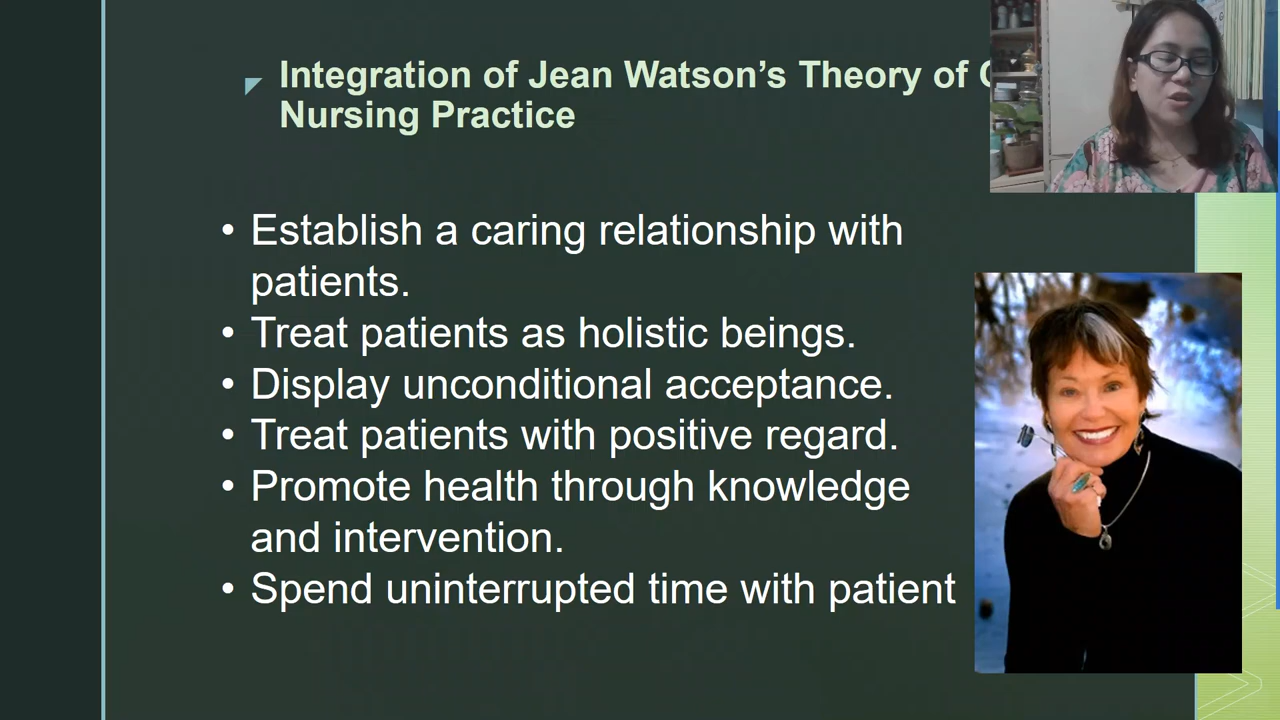 Integration of Jean Watson’s Theory of
Nursing Practice
• Establish a caring relationship with
patients.
• Treat patients as holistic beings.
• Display unconditional acceptance.
• Treat patients with positive regard.
• Promote health through knowledge
and intervention.
• Spend uninterrupted time with patient